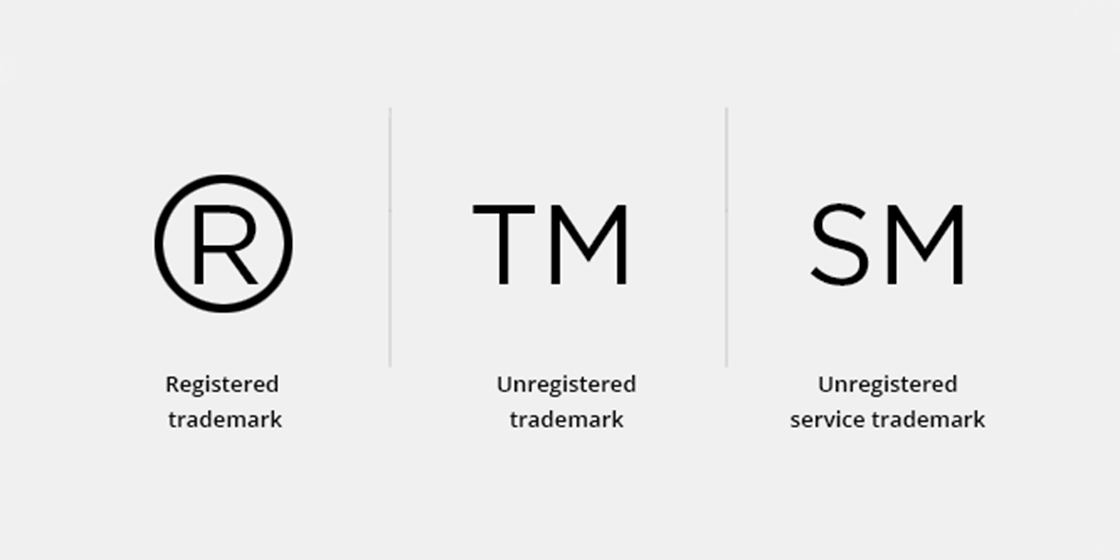 ®
TM
SM
Registered
trademark
Unregistered
trademark
Unregistered
service trademark